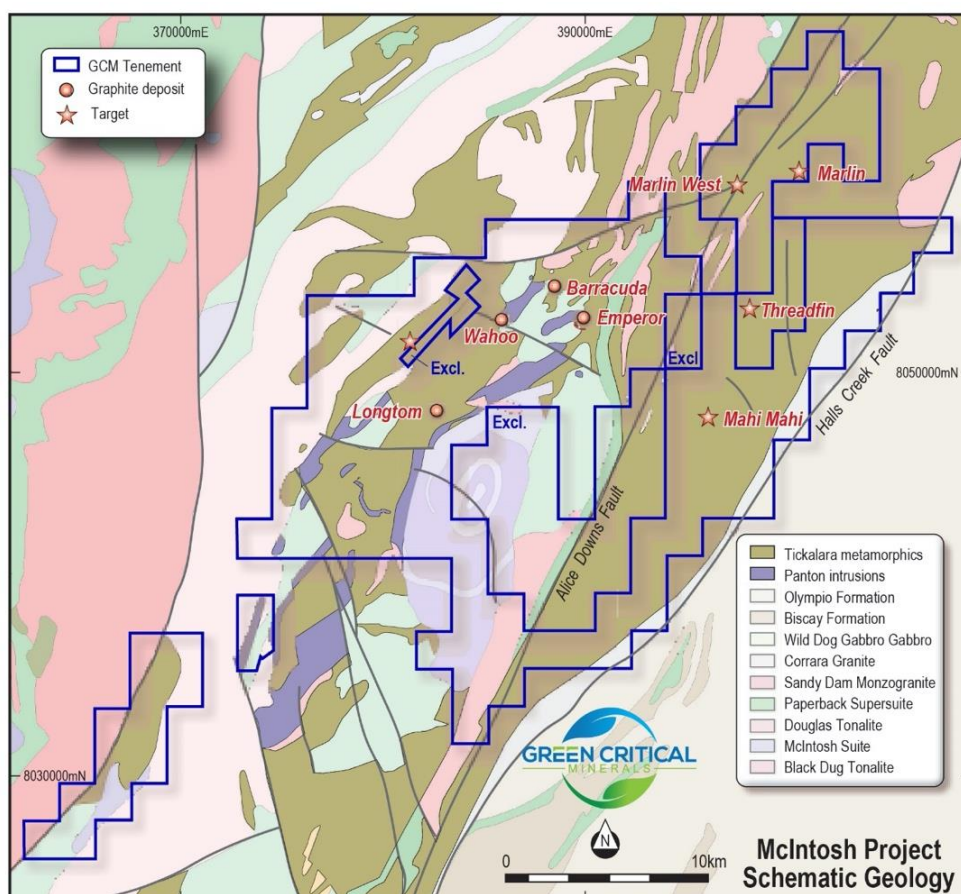 370000mE
390000mE
GCM Tenement
Graphite deposit
Target
Marlin West
Marlin
Barracuda
Emperor
Wahoo
Threadfin
Excl.
Excl
8050000mN
Longtom
Excl.
Mahi Mahi
Halls Creek Fault
Alice Downs Fault
Tickalara metamorphics
Panton intrusions
Olympio Formation
Biscay Formation
Wild Dog Gabbro Gabbro
Corrara Granite
Sandy Dam Monzogranite
Paperback Supersuite
Douglas Tonalite
McIntosh Suite
Black Dug Tonalite
GREEN CRITICAL
MINERALS
8030000mN
N
0
10km
McIntosh Project
Schematic Geology